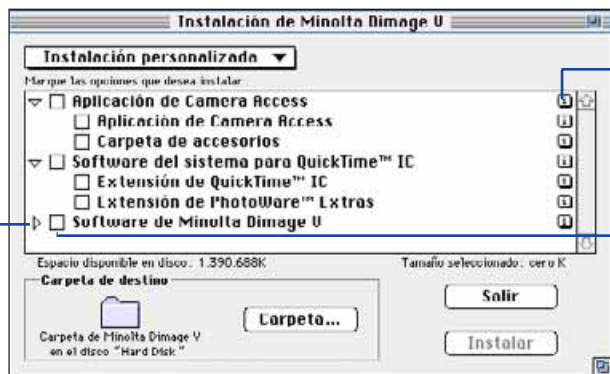 Instalación de Minolta Dimage V
Instalación personalizada
Marque las opciones que desea instalar
Aplicación de Camera Access
Aplicación de Camera Access
Carpeta de accesorios
Software del sistema para QuickTime™ IC
Extensión de QuickTime™ IC
Extensión de PhotoWare™ Extras
Software de Minolta Dimage V
Espacio disponible en disco: 1.390.688K Tamaño seleccionado: cero K
Carpeta de destino
Carpeta de Minolta Dimage V
en el disco "Hard Disk"
Carpeta...
Salir
Instalar